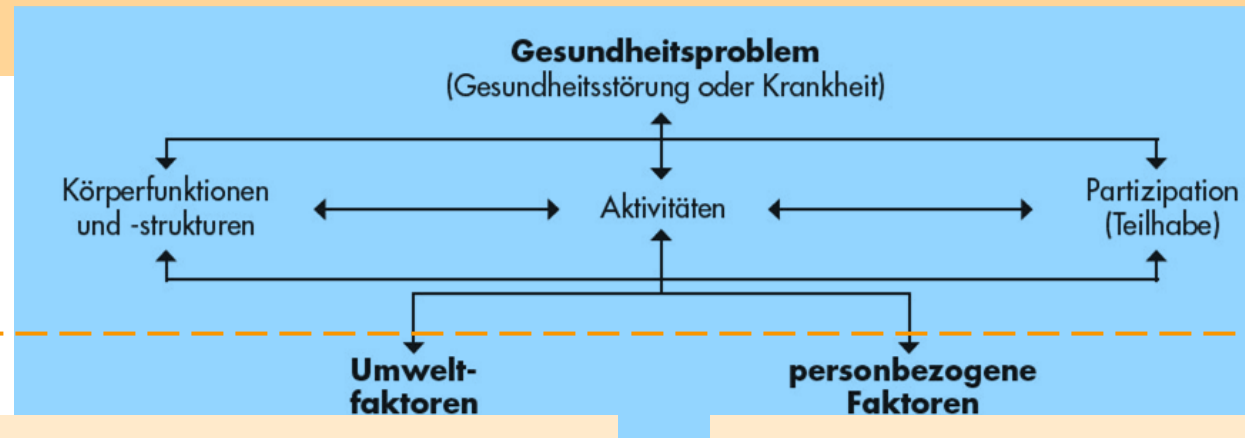 Gesundheitsproblem
(Gesundheitsstörung oder Krankheit)
Körperfunktionen
und -strukturen
Aktivitäten
Partizipation
(Teilhabe)
Umwelt-
faktoren
personbezogene
Faktoren